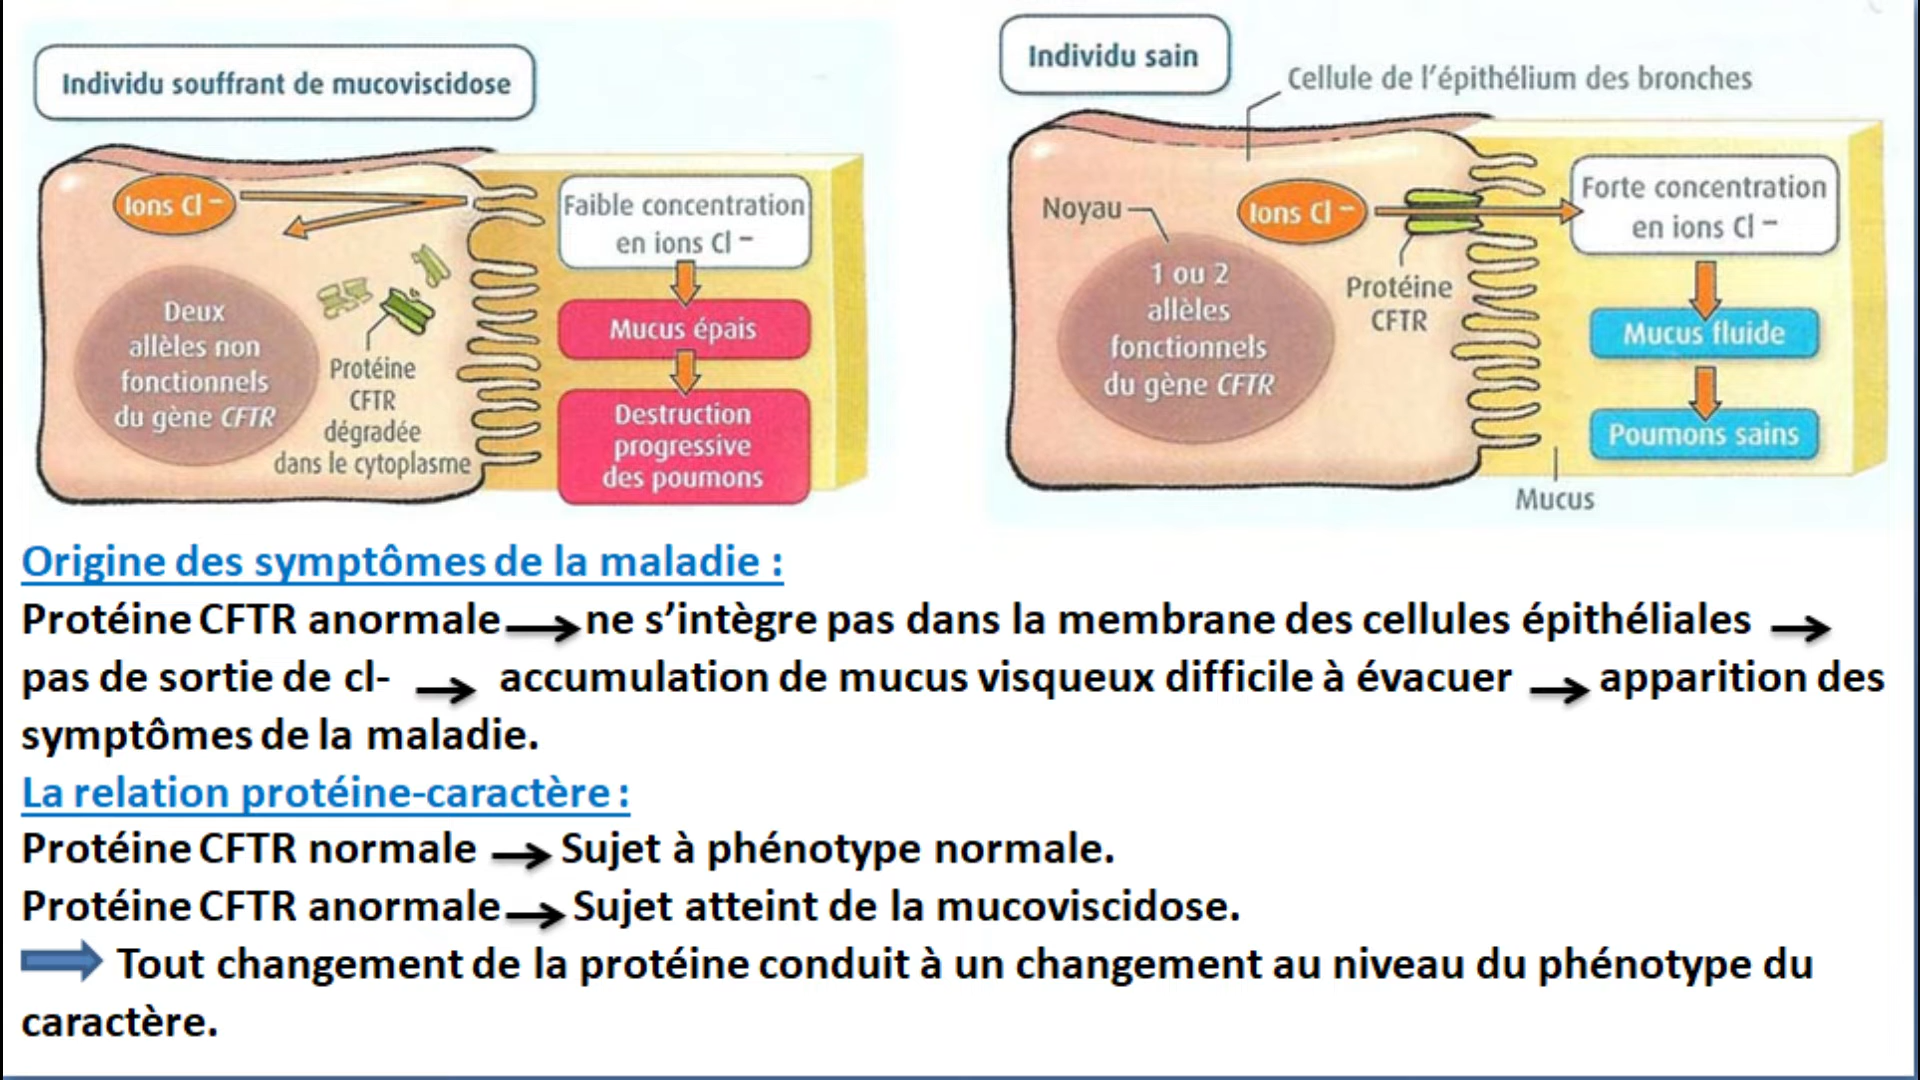 Individu souffrant de mucoviscidose
Ions Cl –
Faible concentration
en ions Cl –
Mucus épais
Destruction
progressive
des poumons
Deux
allèles non
fonctionnels
du gène CFTR
Protéine
CFTR
dégradée
dans le cytoplasme
Individu sain
Cellule de l'épithélium des bronches
Noyau
Ions Cl –
Forte concentration
en ions Cl –
1 ou 2
allèles
fonctionnels
du gène CFTR
Protéine
CFTR
Mucus fluide
Poumons sains
Mucus
Origine des symptômes de la maladie :
Protéine CFTR anormale → ne s'intègre pas dans la membrane des cellules épithéliales →
pas de sortie de cl- → accumulation de mucus visqueux difficile à évacuer → apparition des
symptômes de la maladie.
La relation protéine-caractère :
Protéine CFTR normale → Sujet à phénotype normale.
Protéine CFTR anormale → Sujet atteint de la mucoviscidose.
Tout changement de la protéine conduit à un changement au niveau du phénotype du
caractère.